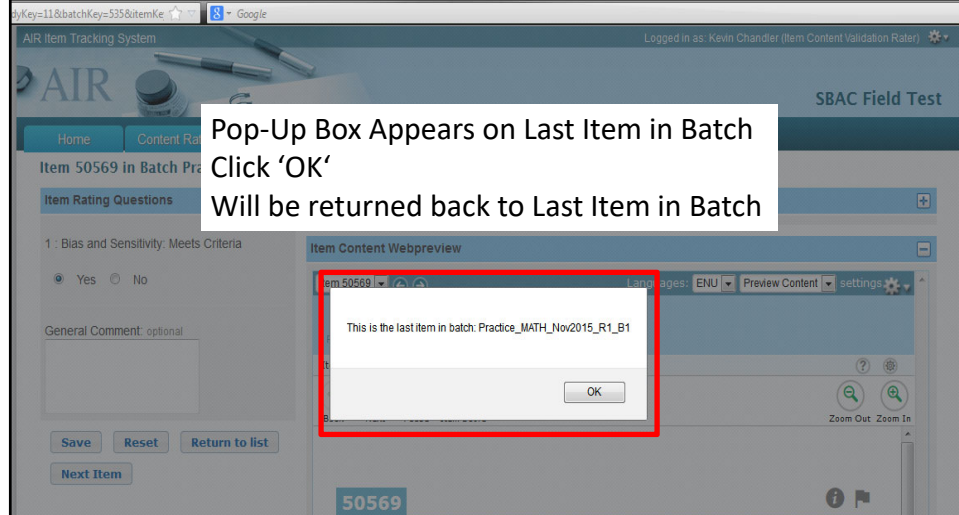 dyKey=11&batchKey=535&itemKe
Google
AIR Item Tracking System
Logged in as: Kevin Chandler (Item Content Validation Rater)
AIR
SBAC Field Test
Pop-Up Box Appears on Last Item in Batch
Click ‘OK‘
Will be returned back to Last Item in Batch
Home
Content
Item 50569 in Batch
Item Rating Questions
1 : Bias and Sensitivity: Meets Criteria
Yes No
General Comment: optional
Save Reset Return to list
Next Item
Item Content Webpreview
Item 50569
Languages: ENU Preview Content settings
This is the last item in batch: Practice_MATH_Nov2015_R1_B1
OK
Zoom Out Zoom In
50569